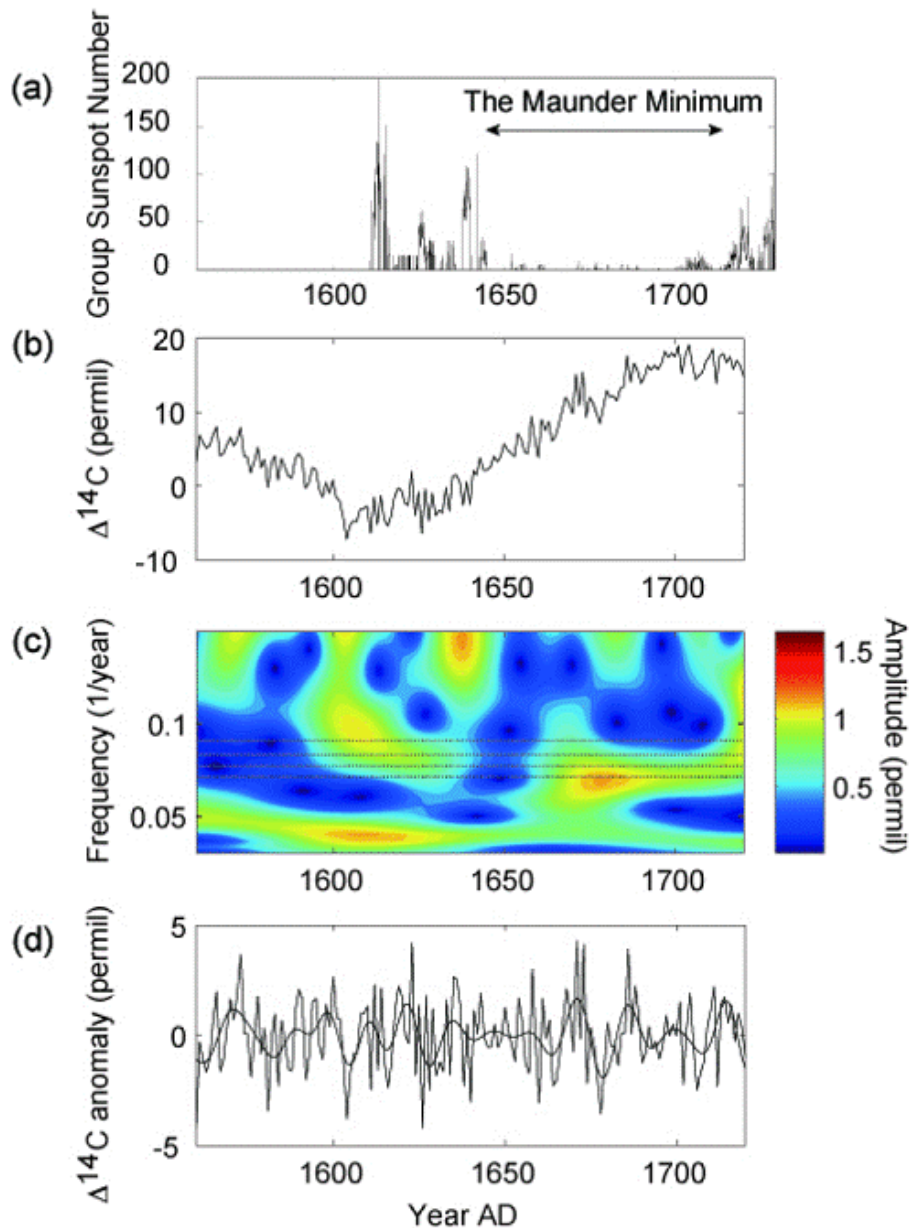 (a)
Group Sunspot Number
200
150
100
50
0
The Maunder Minimum
1600 1650 1700
(b)
Δ14C (permil)
20
10
0
-10
1600 1650 1700
(c)
Frequency (1/year)
0.1
0.05
1600 1650 1700
1.5
1
0.5
Amplitude (permil)
(d)
Δ14C anomaly (permil)
5
0
-5
1600 1650 1700
Year AD